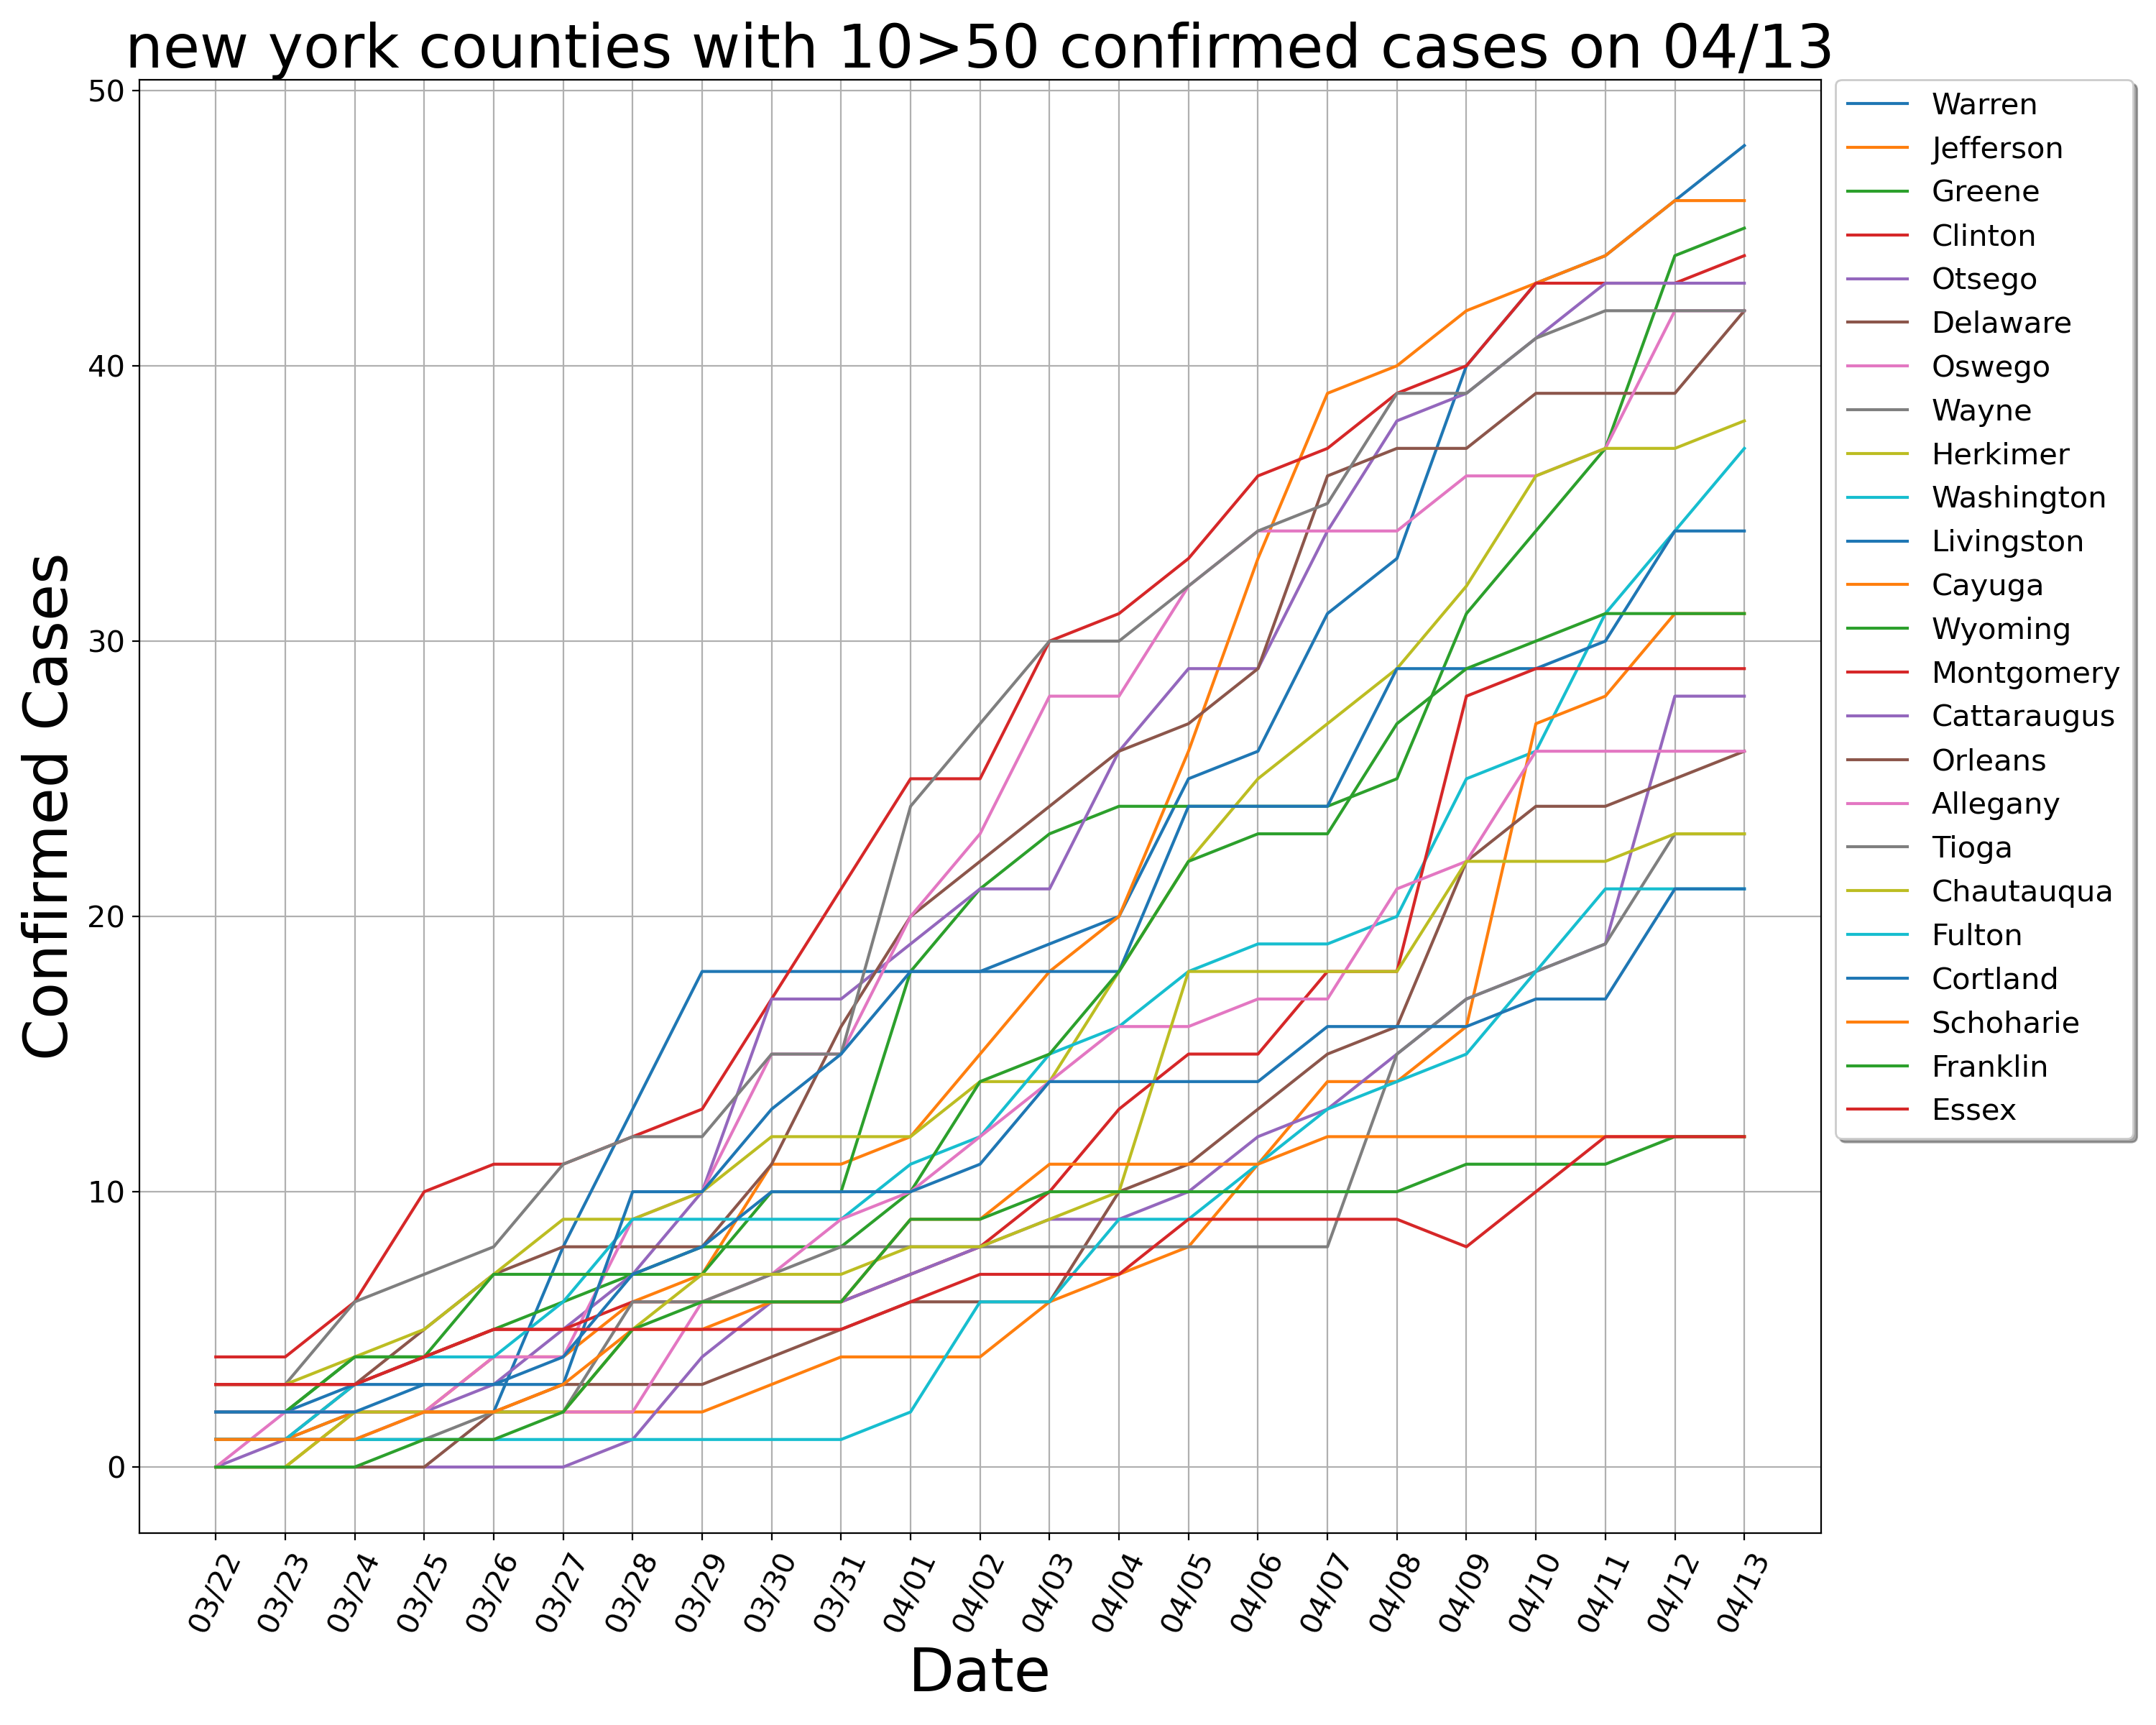 new york counties with 10>50 confirmed cases on 04/13
50
40
30
20
10
0
Confirmed Cases
03/22
03/23
03/24
03/25
03/26
03/27
03/28
03/29
03/30
03/31
04/01
04/02
04/03
04/04
04/05
04/06
04/07
04/08
04/09
04/10
04/11
04/12
04/13
Date
Warren
Jefferson
Greene
Clinton
Otsego
Delaware
Oswego
Wayne
Herkimer
Washington
Livingston
Cayuga
Wyoming
Montgomery
Cattaraugus
Orleans
Allegany
Tioga
Chautauqua
Fulton
Cortland
Schoharie
Franklin
Essex